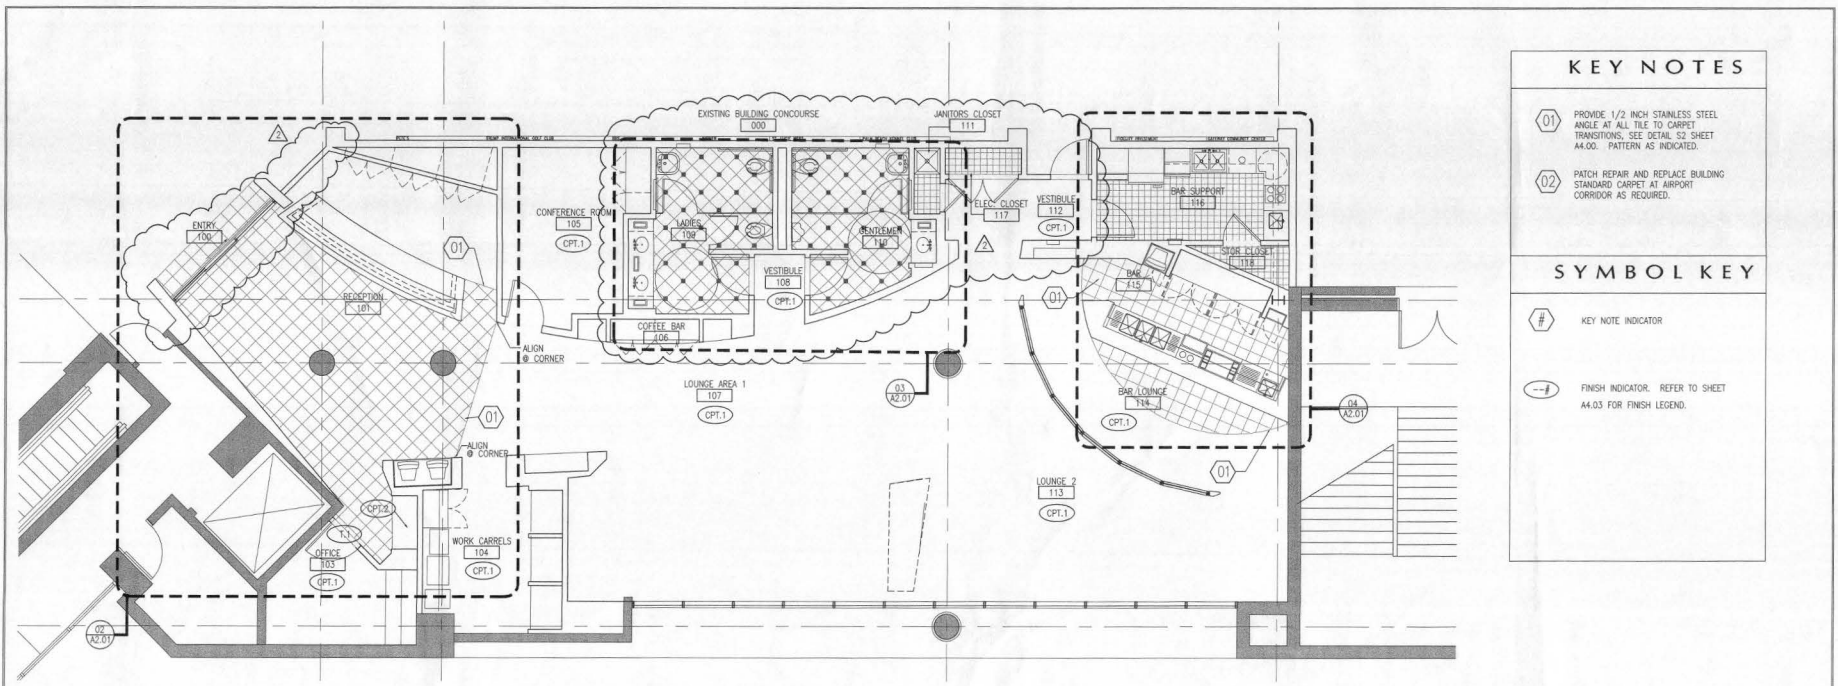 EXISTING BUILDING CONCOURSE
000
JANITORS CLOSET
111
2
ENTRY
100
RECEPTION
101
01
CONFERENCE ROOM
105
CPT.1
LADIES
109
GENTLEMEN
110
VESTIBULE
108
CPT.1
COFFEE BAR
106
ELEC. CLOSET
117
VESTIBULE
112
CPT.1
2
BAR SUPPORT
116
STOR CLOSET
118
BAR
115
01
ALIGN
@ CORNER
LOUNGE AREA 1
107
CPT.1
03
A2.01
BAR/LOUNGE
114
CPT.1
04
A2.01
01
ALIGN
@ CORNER
01
LOUNGE 2
113
CPT.1
CPT.2
T.1
OFFICE
103
CPT.1
WORK CARRELS
104
CPT.1
02
A2.01
KEY NOTES
01
PROVIDE 1/2 INCH STAINLESS STEEL
ANGLE AT ALL TILE TO CARPET
TRANSITIONS, SEE DETAIL S2 SHEET
A4.00. PATTERN AS INDICATED.
02
PATCH REPAIR AND REPLACE BUILDING
STANDARD CARPET AT AIRPORT
CORRIDOR AS REQUIRED.
SYMBOL KEY
#
KEY NOTE INDICATOR
--#
FINISH INDICATOR. REFER TO SHEET
A4.03 FOR FINISH LEGEND.